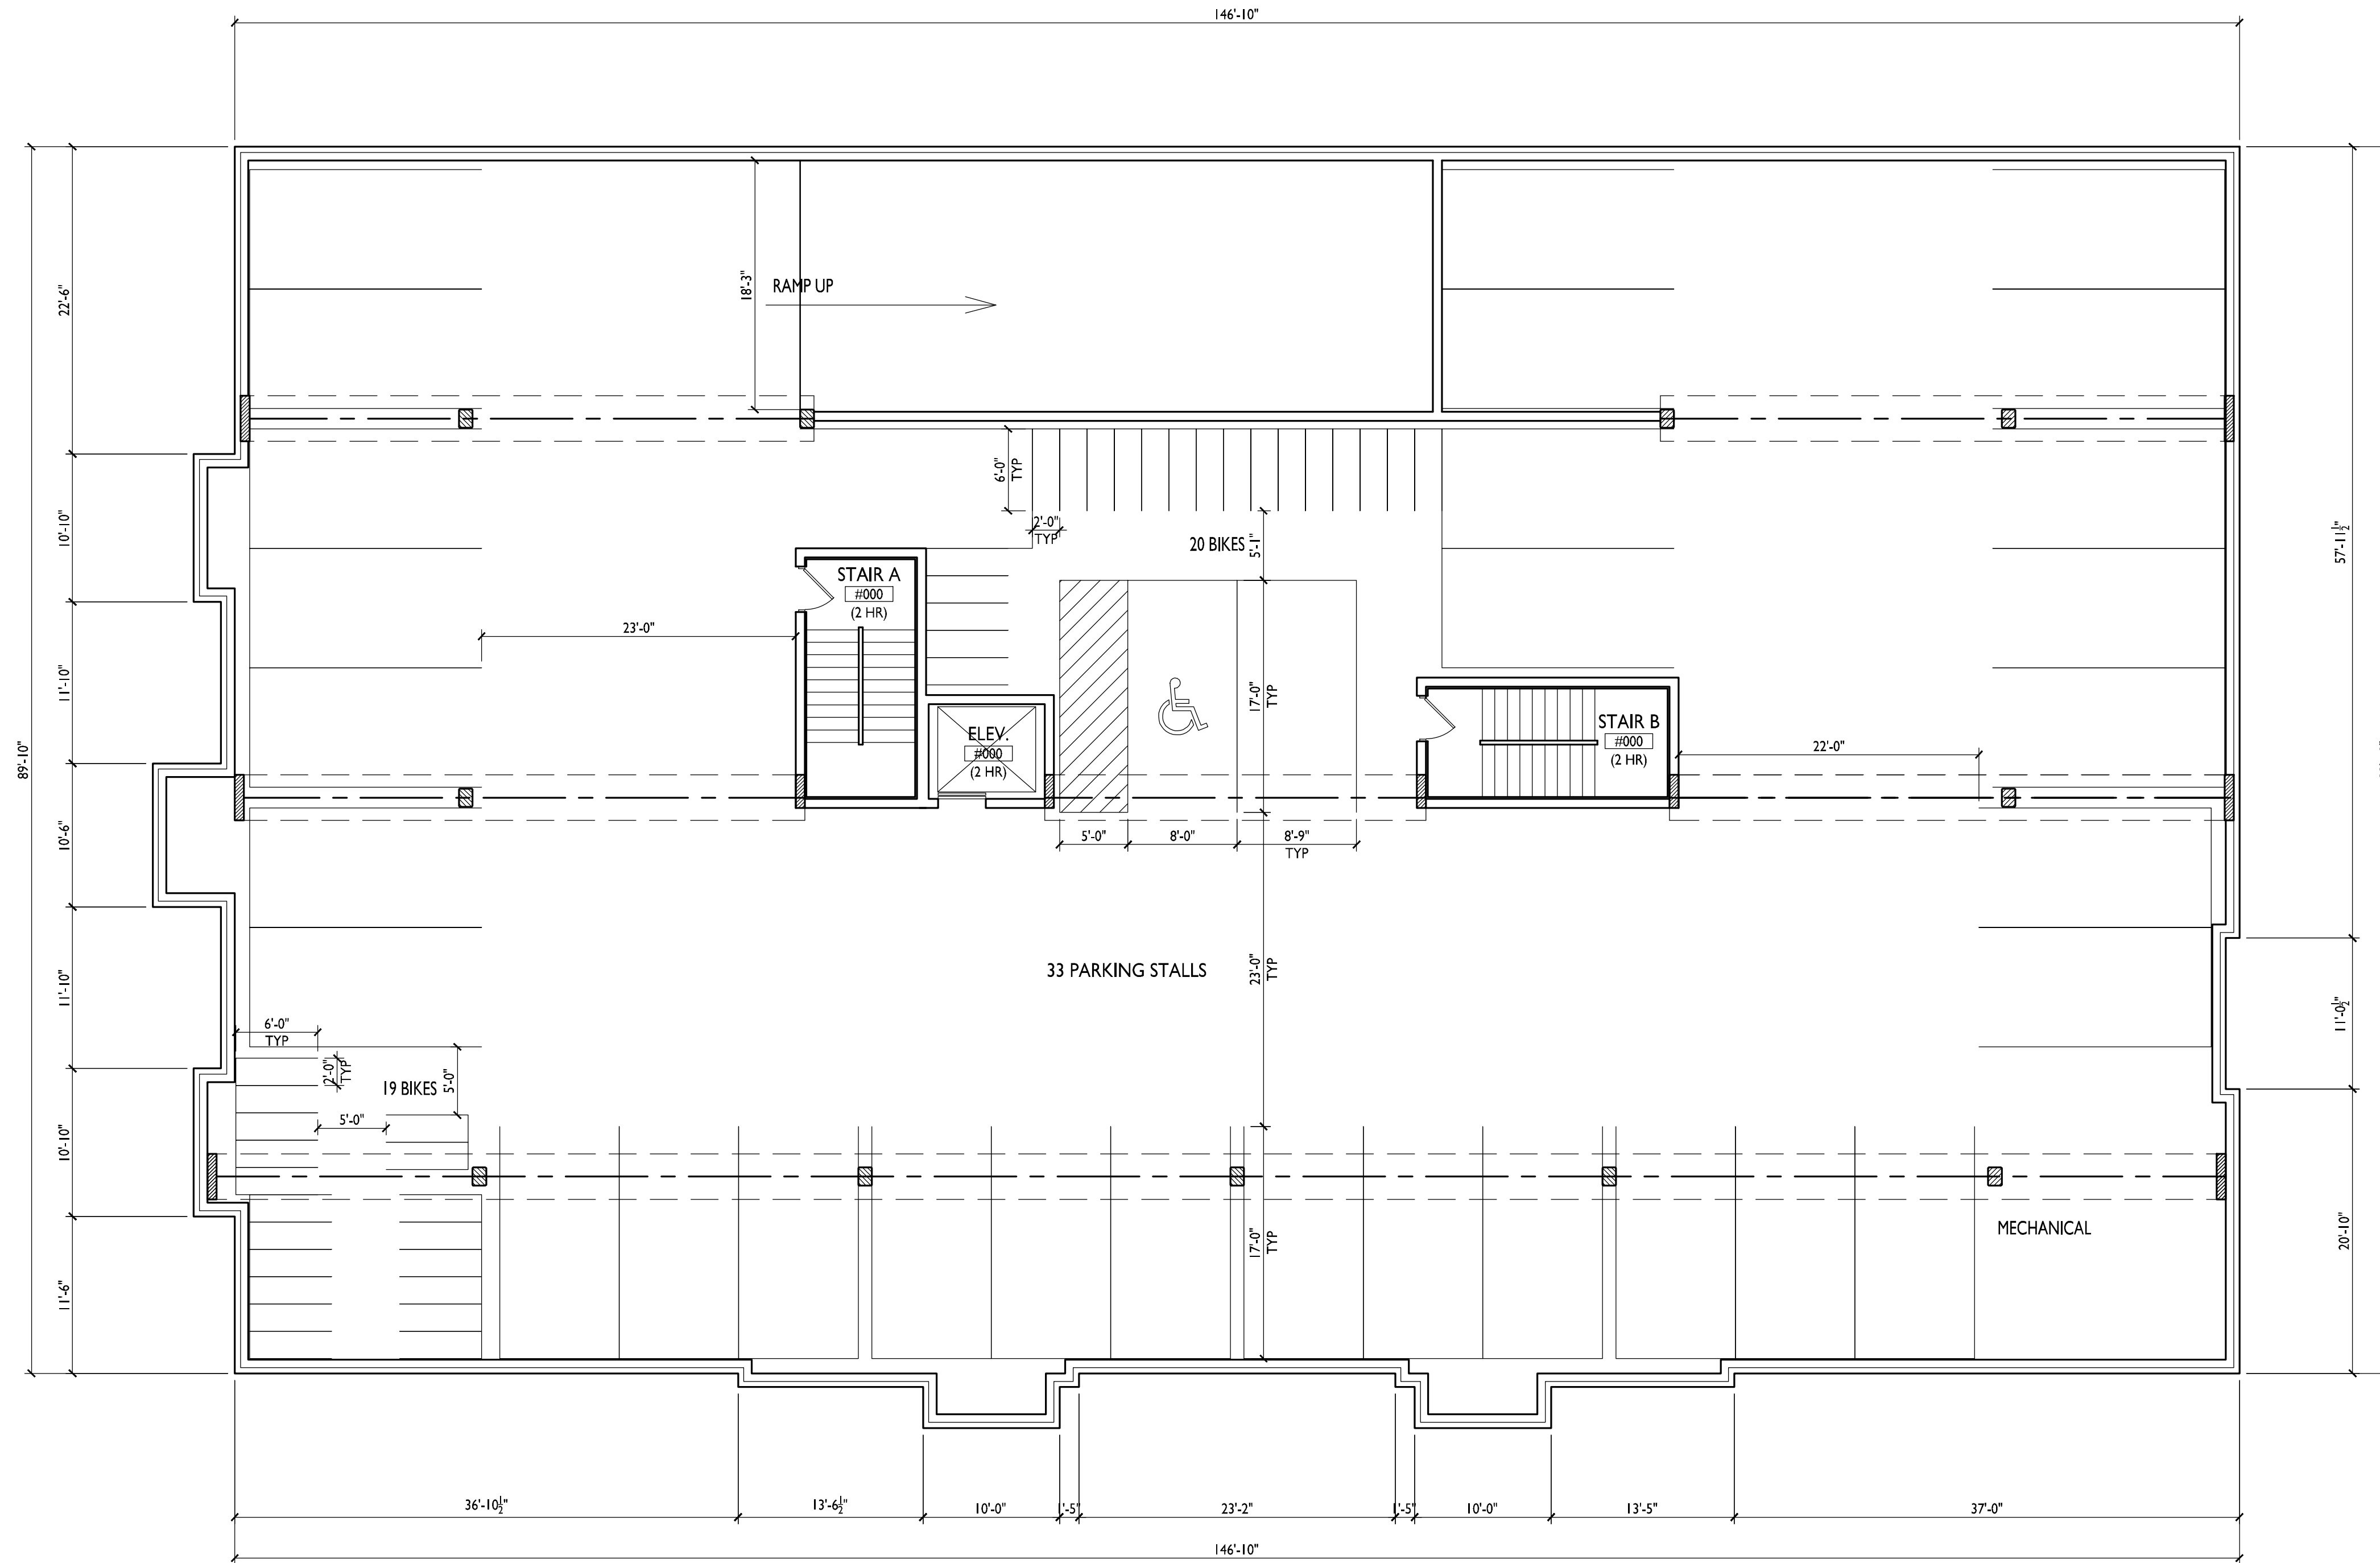 146'-10"
22'-6"
18'-3"
RAMP UP
6'-0"
TYP
10'-10"
2'-0"
TYP
20 BIKES
5'-1"
57'-11½"
STAIR A
#000
(2 HR)
23'-0"
11'-10"
17'-0"
TYP
ELEV.
#000
(2 HR)
STAIR B
#000
(2 HR)
22'-0"
89'-10"
10'-6"
5'-0"
8'-0"
8'-9"
TYP
33 PARKING STALLS
23'-0"
TYP
11'-10"
11'-0½"
6'-0"
TYP
2'-0"
TYP
19 BIKES
5'-0"
5'-0"
10'-10"
17'-0"
TYP
MECHANICAL
20'-10"
11'-6"
36'-10½"
13'-6½"
10'-0"
1'-5"
23'-2"
1'-5"
10'-0"
13'-5"
37'-0"
146'-10"